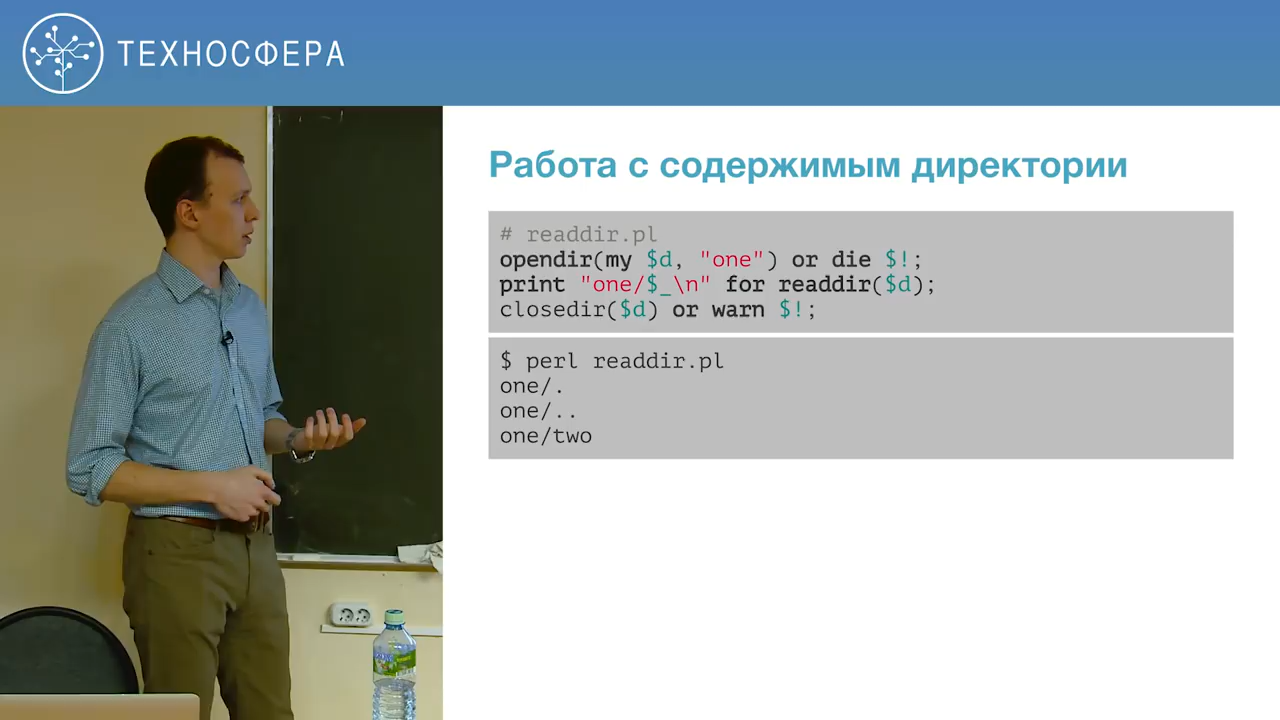 ТЕХНОСФЕРА
Работа с содержимым директории
# readdir.pl
opendir(my $d, "one") or die $!;
print "one/$_\n" for readdir($d);
closedir($d) or warn $!;
$ perl readdir.pl
one/.
one/..
one/two